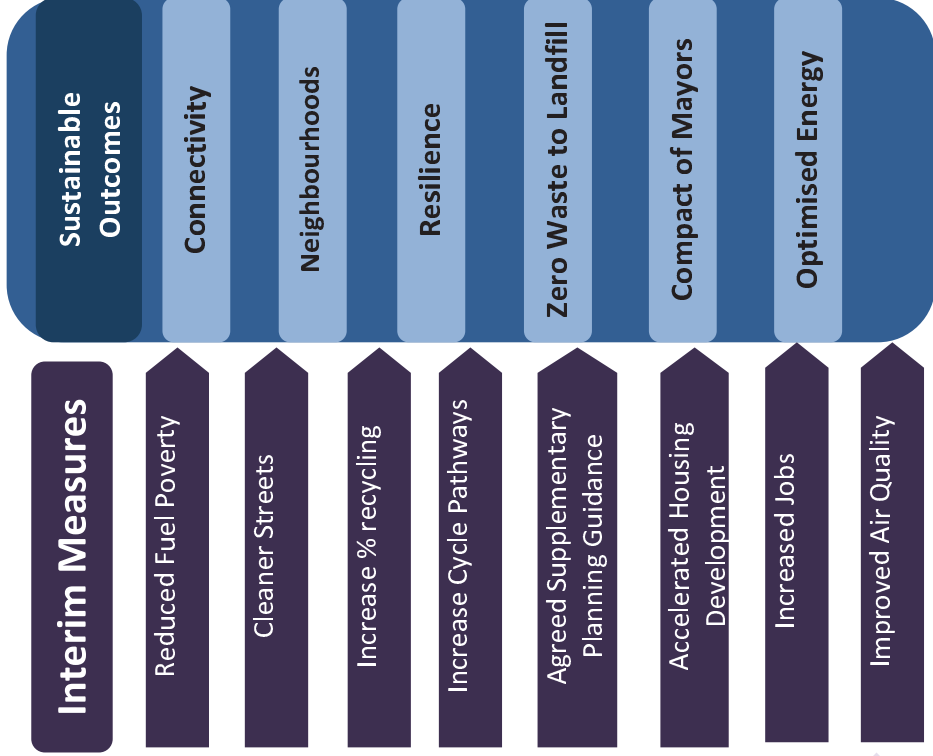 Interim Measures
Reduced Fuel Poverty
Cleaner Streets
Increase % recycling
Increase Cycle Pathways
Agreed Supplementary
Planning Guidance
Accelerated Housing
Development
Increased Jobs
Improved Air Quality
Sustainable
Outcomes
Connectivity
Neighbourhoods
Resilience
Zero Waste to Landfill
Compact of Mayors
Optimised Energy